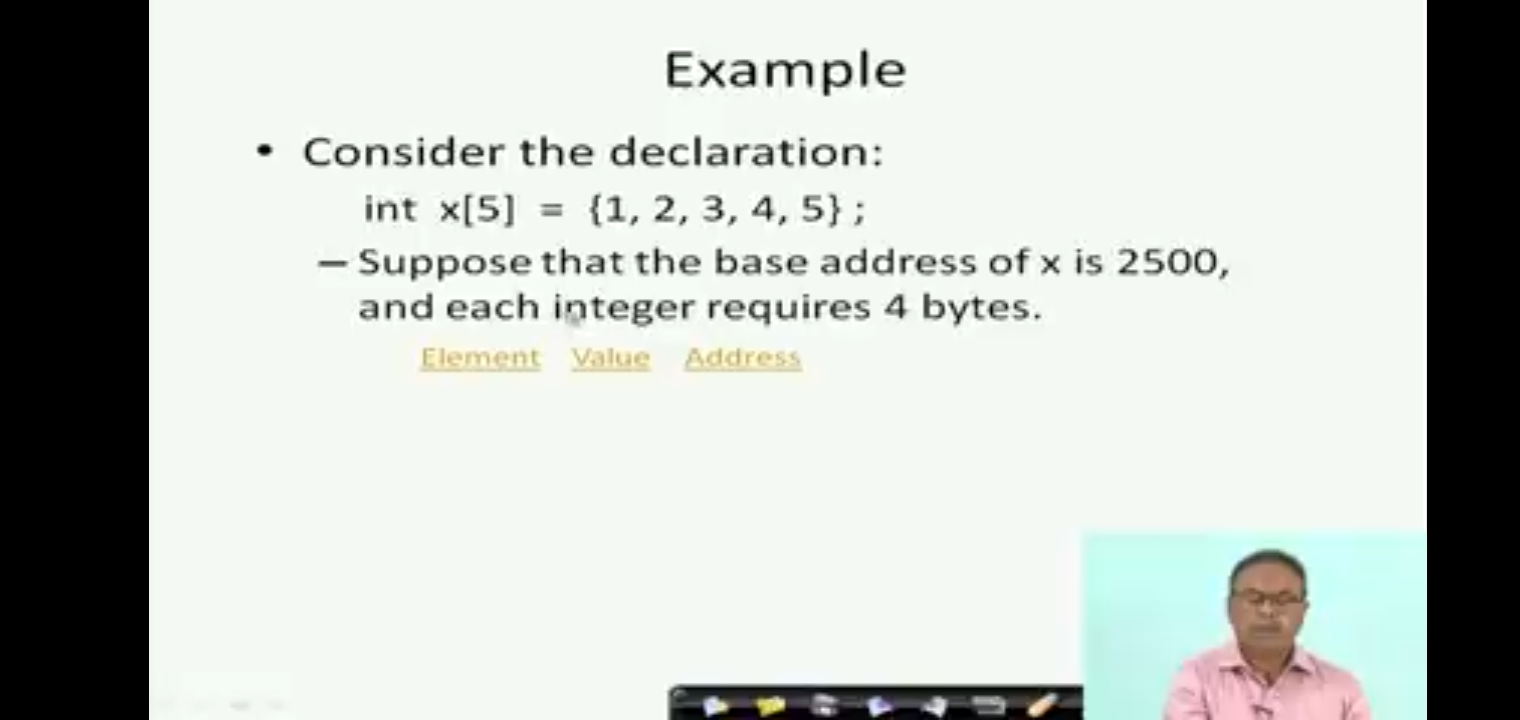 Example
• Consider the declaration:
int x[5] = {1, 2, 3, 4, 5} ;
– Suppose that the base address of x is 2500,
and each integer requires 4 bytes.
Element Value Address